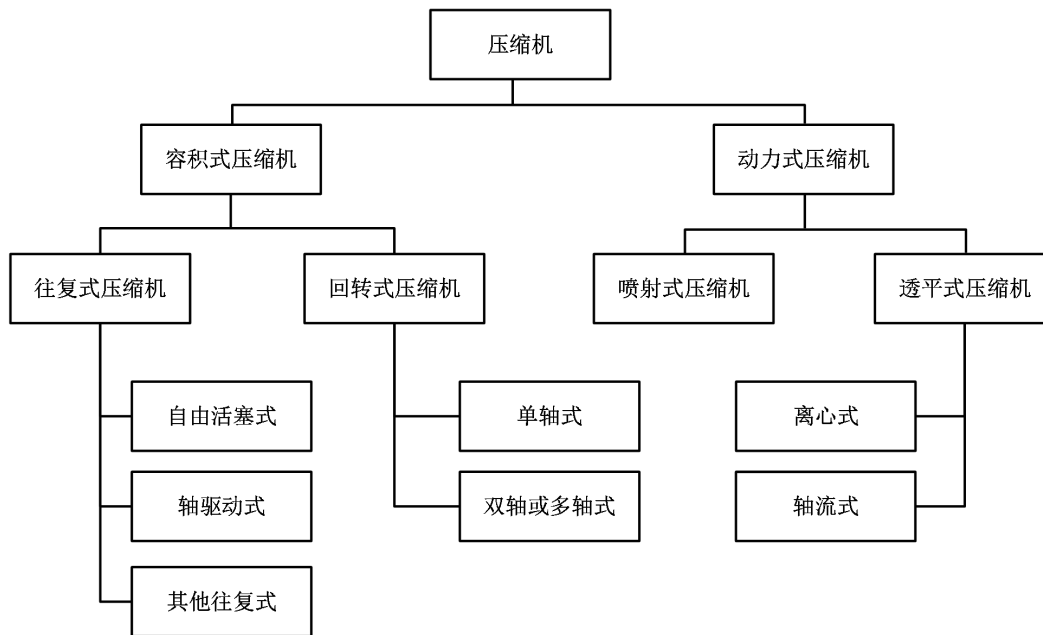 压缩机
容积式压缩机
动力式压缩机
往复式压缩机
回转式压缩机
喷射式压缩机
透平式压缩机
自由活塞式
单轴式
离心式
轴驱动式
双轴或多轴式
轴流式
其他往复式